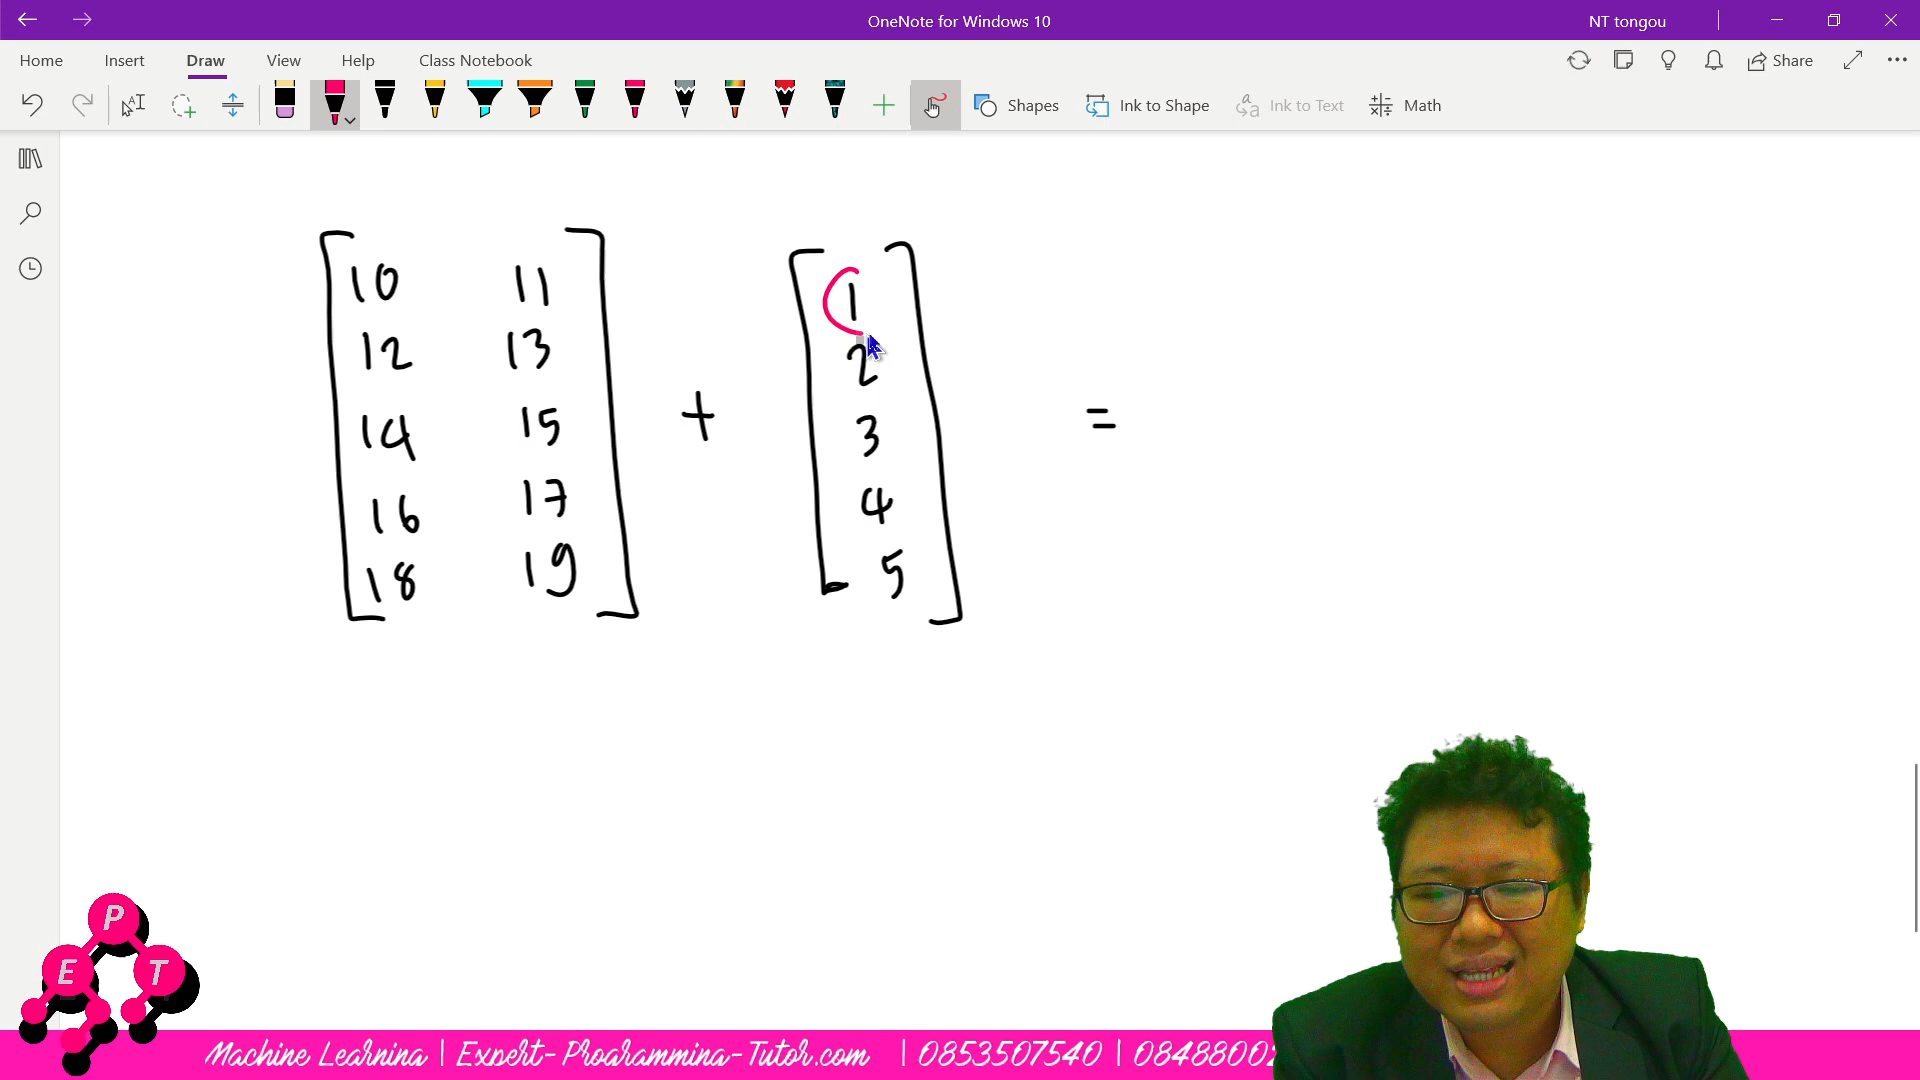 OneNote for Windows 10
NT tongou
Home Insert Draw View Help Class Notebook
Share
Shapes Ink to Shape Ink to Text Math
10 11
12 13
14 15
16 17
18 19
+
1
2
3
4
5
=
P
E T
Machine Learning | Expert-Programming-Tutor.com | 0853507540 | 08488002